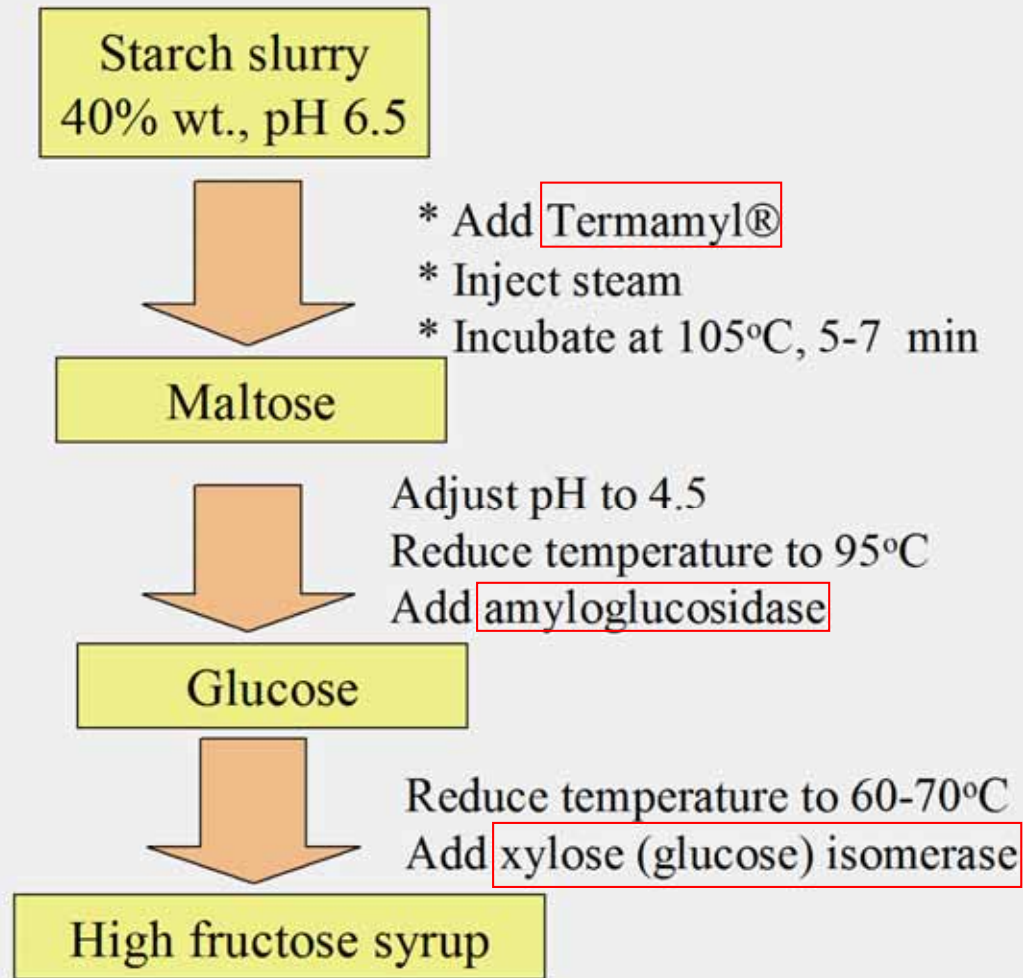 Starch slurry
40% wt., pH 6.5
* Add Termamyl®
* Inject steam
* Incubate at 105ºC, 5-7 min
Maltose
Adjust pH to 4.5
Reduce temperature to 95ºC
Add amyloglucosidase
Glucose
Reduce temperature to 60-70ºC
Add xylose (glucose) isomerase
High fructose syrup